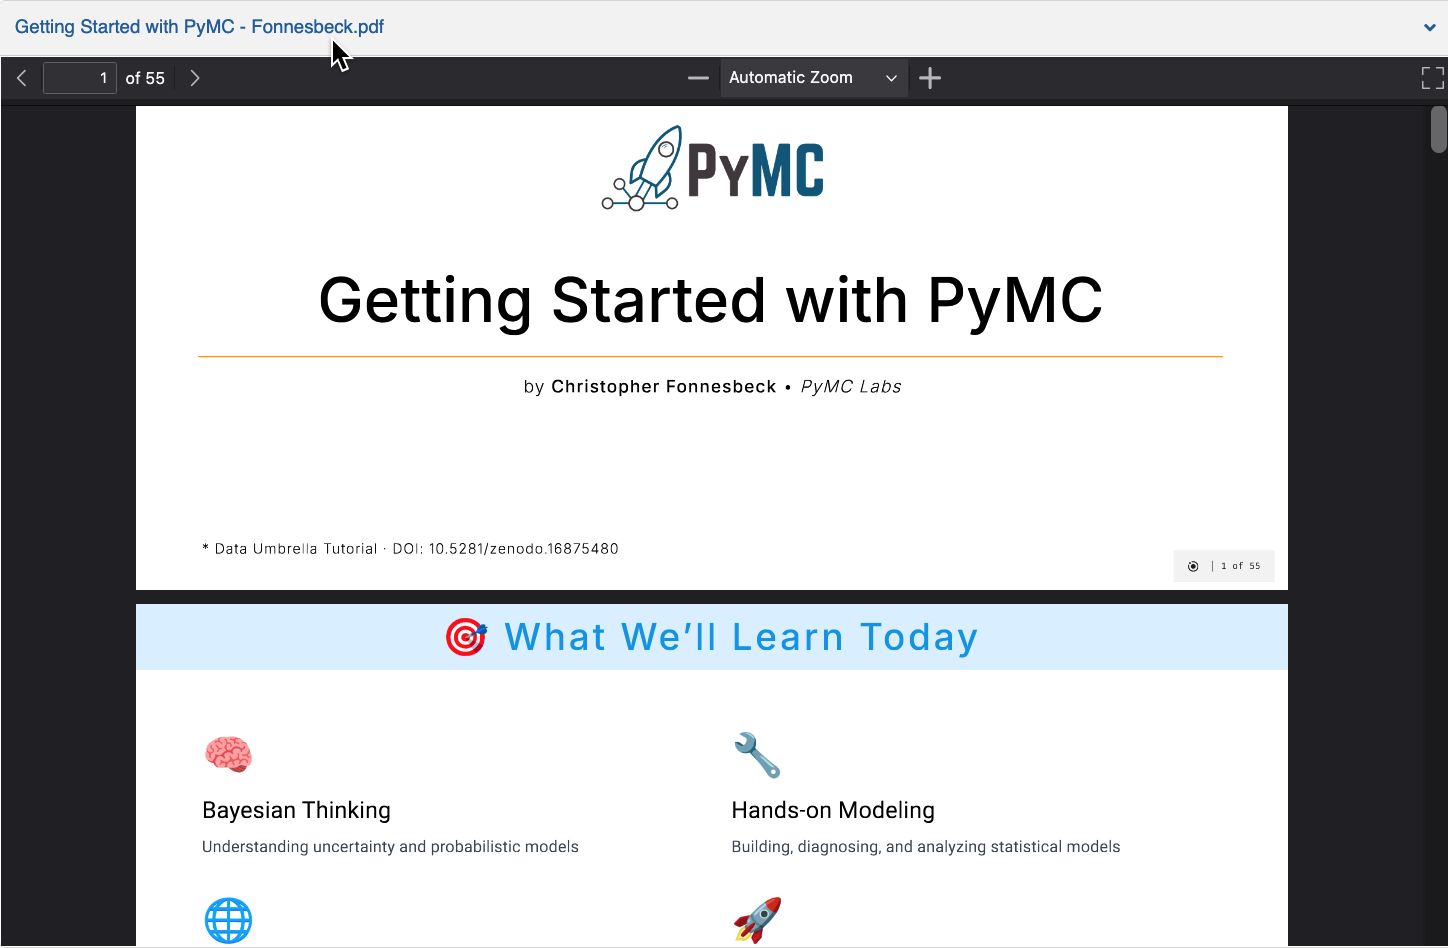 Getting Started with PyMC - Fonnesbeck.pdf
1 of 55
Automatic Zoom
PyMC
Getting Started with PyMC
by Christopher Fonnesbeck • PyMC Labs
* Data Umbrella Tutorial · DOI: 10.5281/zenodo.16875480
| 1 of 55
What We’ll Learn Today
Bayesian Thinking
Hands-on Modeling
Understanding uncertainty and probabilistic models
Building, diagnosing, and analyzing statistical models